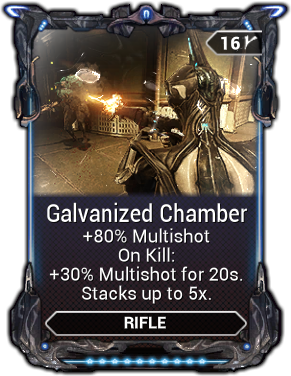 16
Galvanized Chamber
+80% Multishot
On Kill:
+30% Multishot for 20s.
Stacks up to 5x.
RIFLE